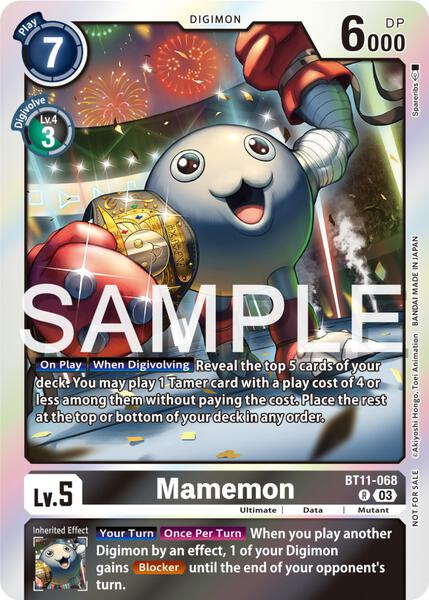 Play
7
DIGIMON
6000 DP
Digivolve
Lv.4
3
Spareribs
SAMPLE
On Play When Digivolving Reveal the top 5 cards of your
deck. You may play 1 Tamer card with a play cost of 4 or
less among them without paying the cost. Place the rest
at the top or bottom of your deck in any order.
©Akiyoshi Hongo, Toei Animation BANDAI MADE IN JAPAN
NOT FOR SALE
Lv.5
Mamemon
BT11-068
R 03
Ultimate Data Mutant
Inherited Effect
Your Turn Once Per Turn When you play another
Digimon by an effect, 1 of your Digimon
gains Blocker until the end of your opponent's
turn.